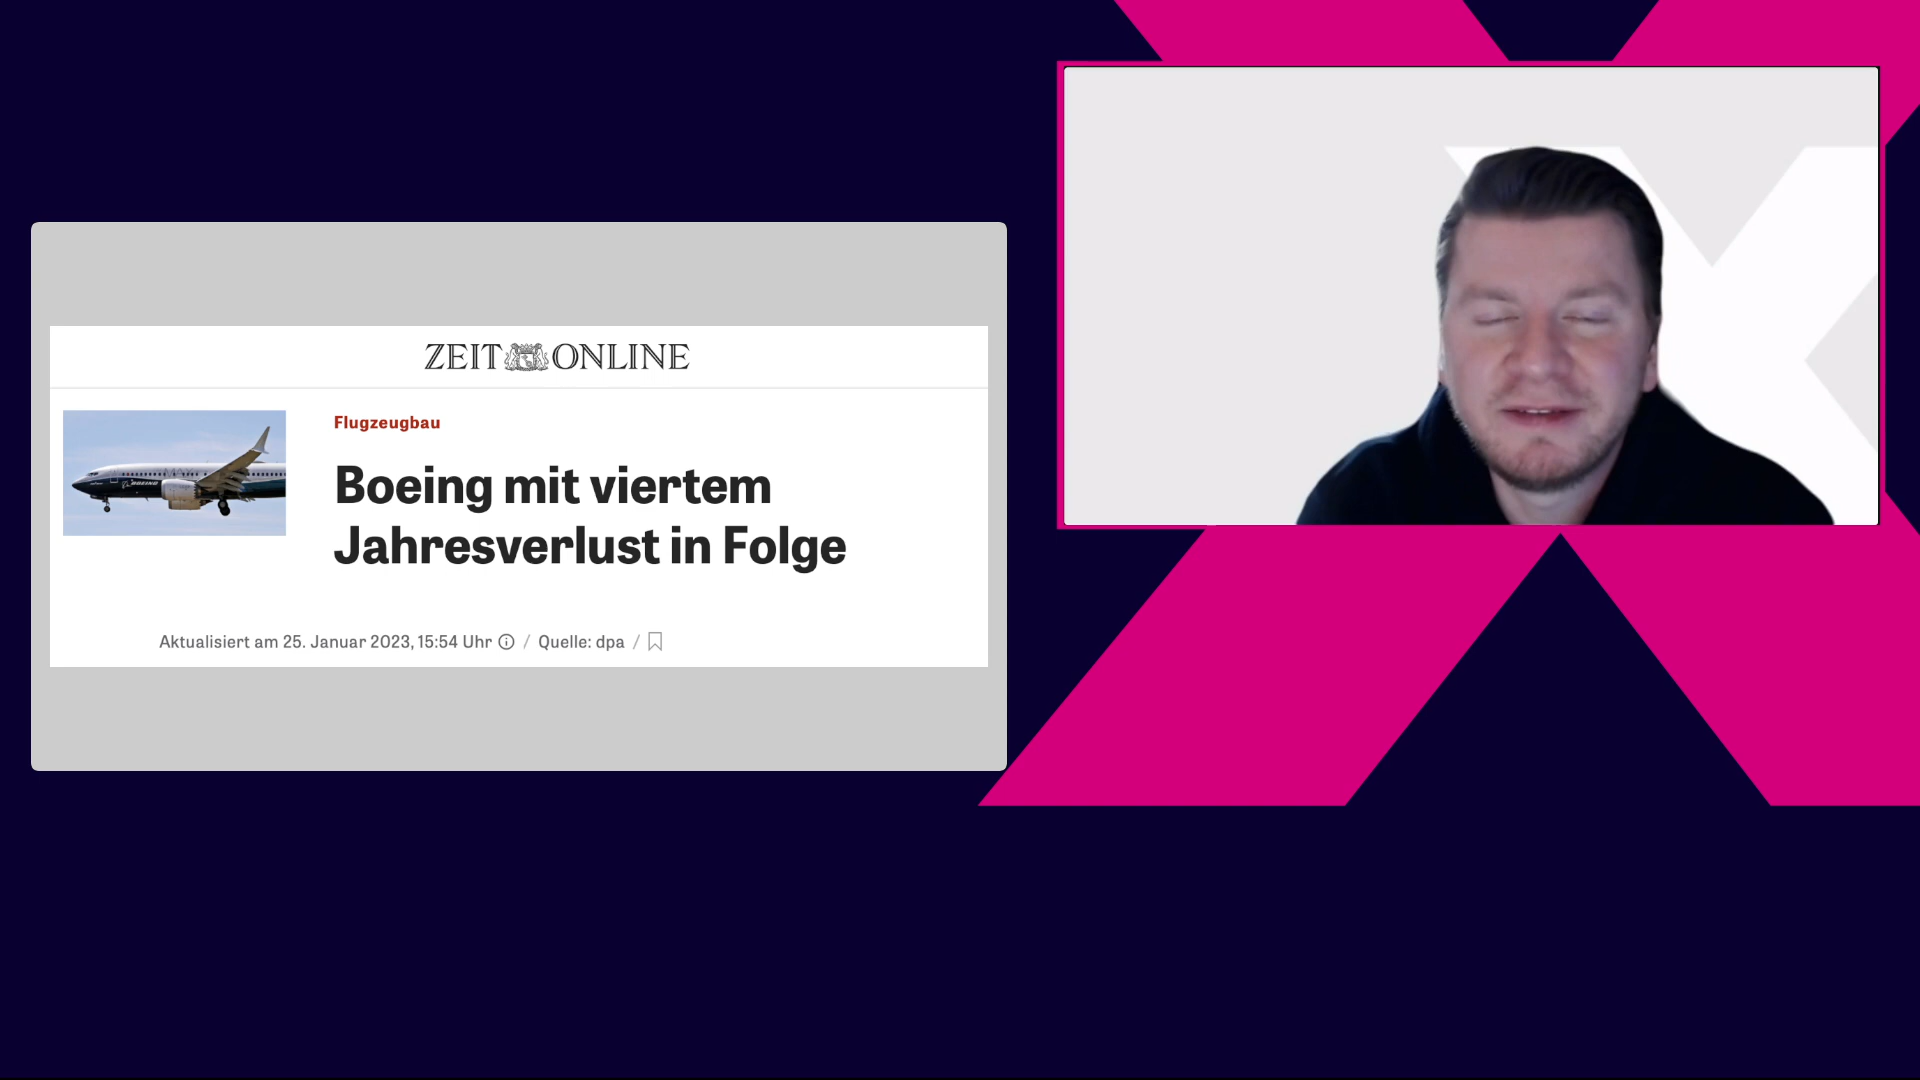 ZEIT ONLINE
Flugzeugbau
Boeing mit viertem
Jahresverlust in Folge
Aktualisiert am 25. Januar 2023, 15:54 Uhr / Quelle: dpa /
BOEING